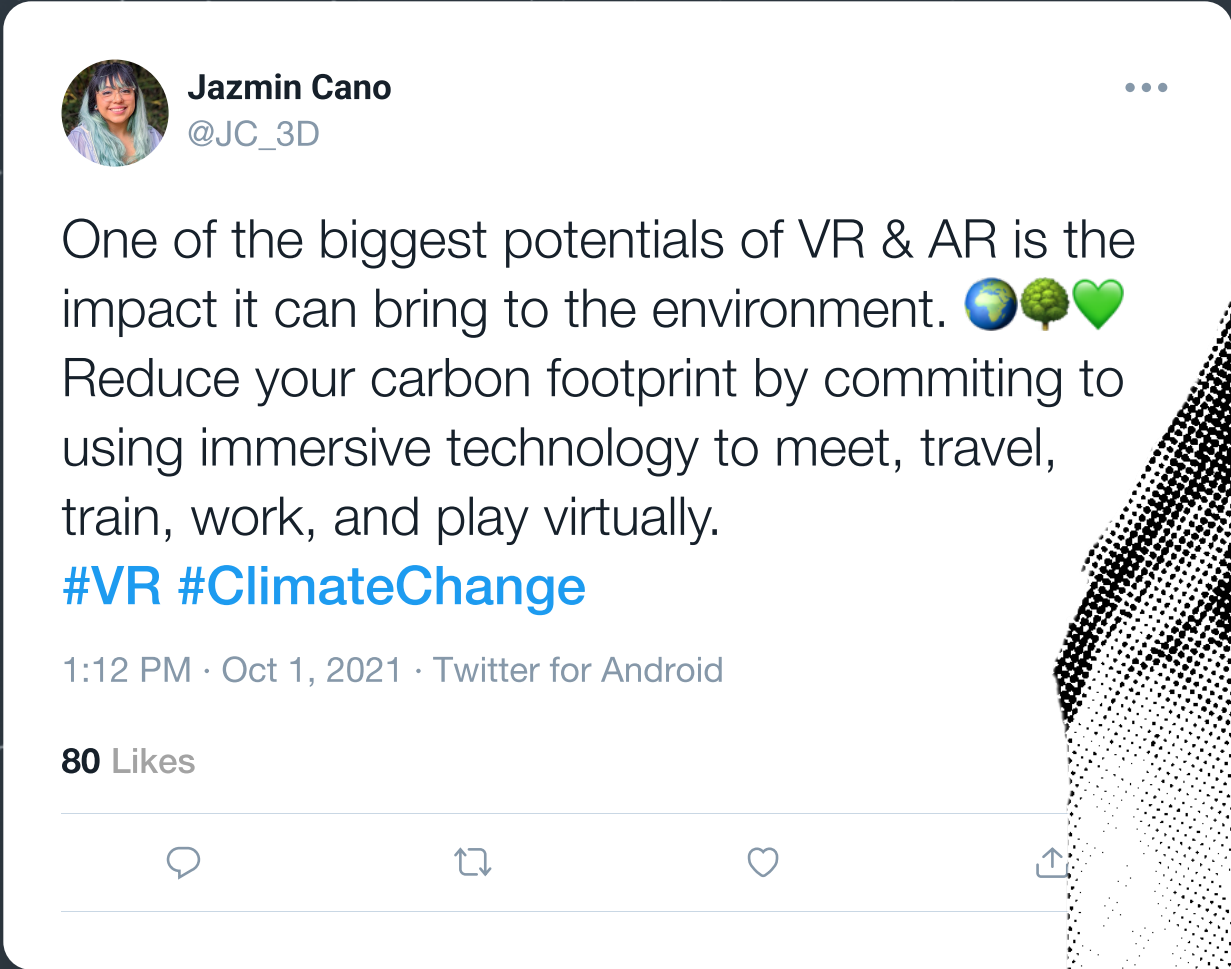 Jazmin Cano
@JC_3D
One of the biggest potentials of VR & AR is the
impact it can bring to the environment. 🌍🌳💚
Reduce your carbon footprint by commiting to
using immersive technology to meet, travel,
train, work, and play virtually.
#VR #ClimateChange
1:12 PM · Oct 1, 2021 · Twitter for Android
80 Likes